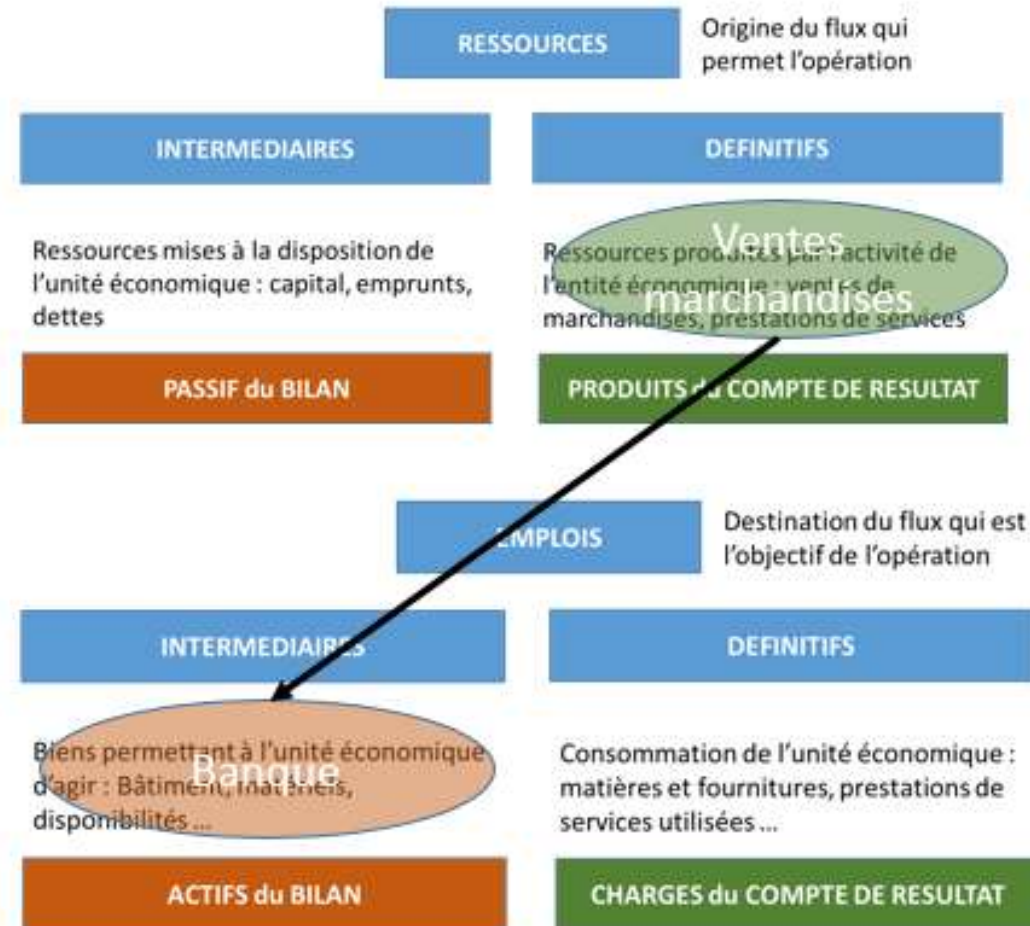 RESSOURCES
Origine du flux qui
permet l'opération
INTERMEDIAIRES
DEFINITIFS
Ressources mises à la disposition de
l'unité économique : capital, emprunts,
dettes
Ressources produites par l'activité de
l'entité économique : ventes de
marchandises, prestations de services
Ventes
marchandises
PASSIF du BILAN
PRODUITS du COMPTE DE RESULTAT
EMPLOIS
Destination du flux qui est
l'objectif de l'opération
INTERMEDIAIRES
DEFINITIFS
Biens permettant à l'unité économique
d'agir : Bâtiment, matériels,
disponibilités ...
Banque
Consommation de l'unité économique :
matières et fournitures, prestations de
services utilisées ...
ACTIFS du BILAN
CHARGES du COMPTE DE RESULTAT